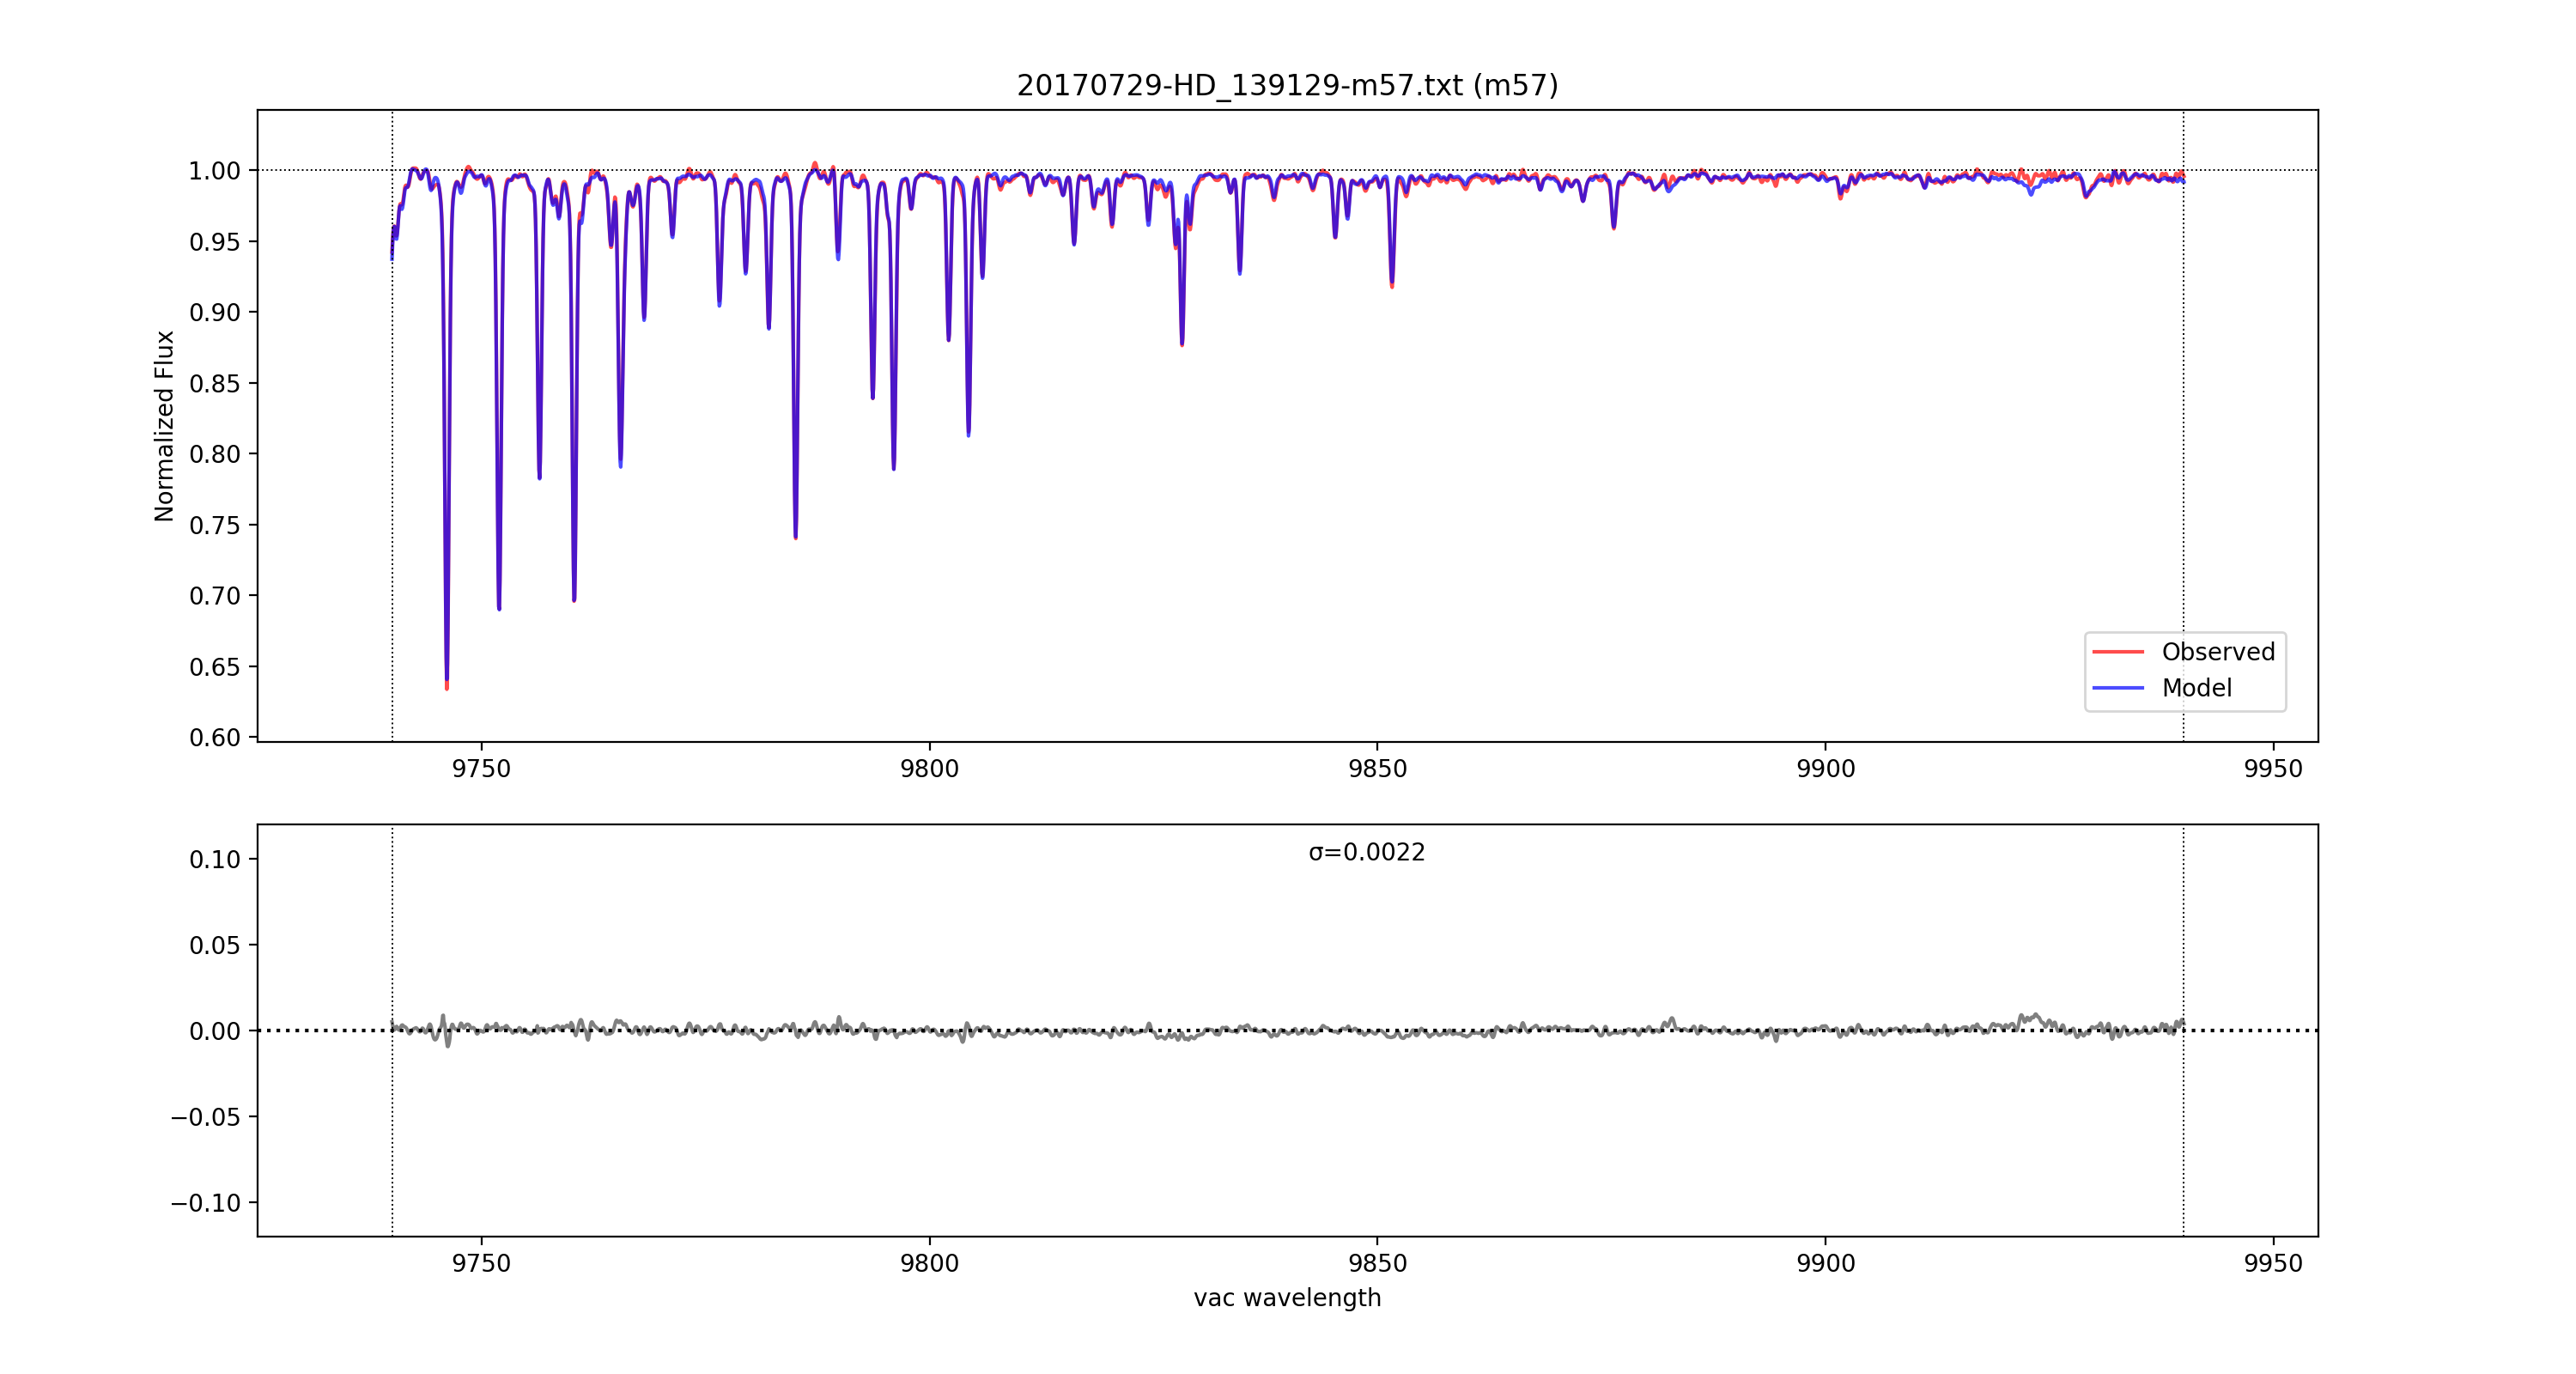 20170729-HD_139129-m57.txt (m57)
Normalized Flux
1.00
0.95
0.90
0.85
0.80
0.75
0.70
0.65
0.60
Observed
Model
9750 9800 9850 9900 9950
σ=0.0022
0.10
0.05
0.00
−0.05
−0.10
9750 9800 9850 9900 9950
vac wavelength